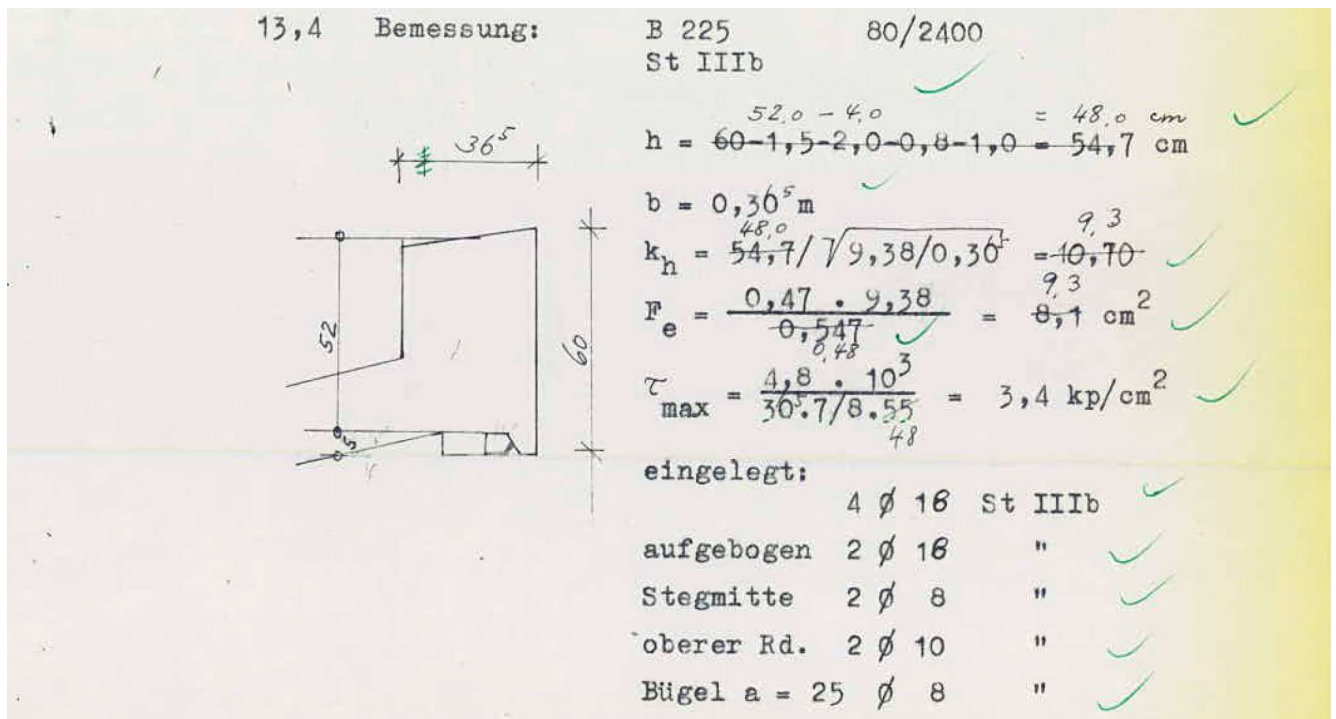 13,4 Bemessung: B 225 80/2400
St IIIb
52,0 - 4,0 = 48,0 cm
h = 60-1,5-2,0-0,8-1,0 = 54,7 cm
36⁵
b = 0,36⁵ m
48,0 9,3
k_h = 54,7/√9,38/0,36⁵ = 10,70
9,3
F_e = 0,47 . 9,38 / 0,547 = 8,1 cm²
0,48
τ_max = 4,8 . 10³ / 36⁵.7/8.55 = 3,4 kp/cm²
48
52
60
5
eingelegt:
4 ø 16 St IIIb
aufgebogen 2 ø 16 "
Stegmitte 2 ø 8 "
oberer Rd. 2 ø 10 "
Bügel a = 25 ø 8 "